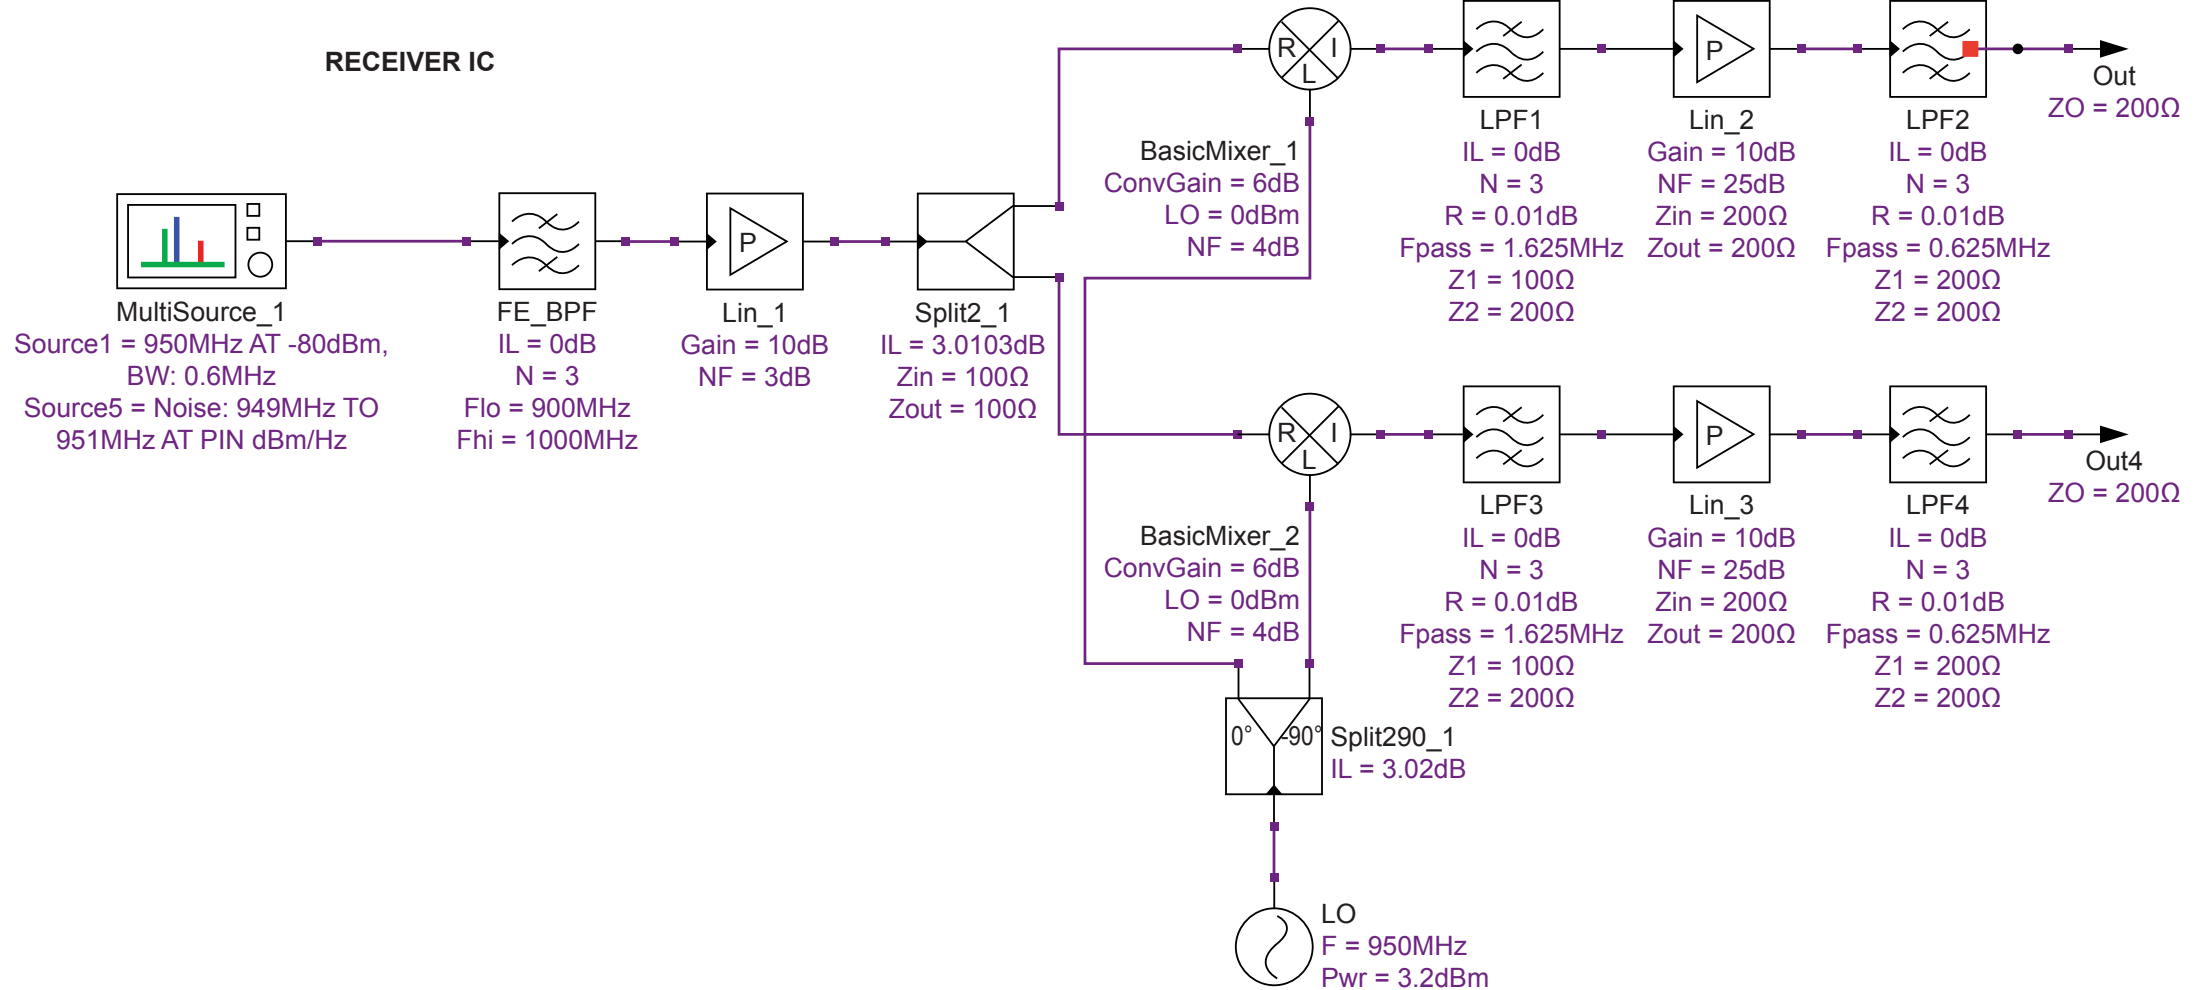 RECEIVER IC
MultiSource_1
Source1 = 950MHz AT -80dBm,
BW: 0.6MHz
Source5 = Noise: 949MHz TO
951MHz AT PIN dBm/Hz
FE_BPF
IL = 0dB
N = 3
Flo = 900MHz
Fhi = 1000MHz
P
Lin_1
Gain = 10dB
NF = 3dB
Split2_1
IL = 3.0103dB
Zin = 100Ω
Zout = 100Ω
R
I
L
BasicMixer_1
ConvGain = 6dB
LO = 0dBm
NF = 4dB
LPF1
IL = 0dB
N = 3
R = 0.01dB
Fpass = 1.625MHz
Z1 = 100Ω
Z2 = 200Ω
P
Lin_2
Gain = 10dB
NF = 25dB
Zin = 200Ω
Zout = 200Ω
LPF2
IL = 0dB
N = 3
R = 0.01dB
Fpass = 0.625MHz
Z1 = 200Ω
Z2 = 200Ω
Out
ZO = 200Ω
R
I
L
BasicMixer_2
ConvGain = 6dB
LO = 0dBm
NF = 4dB
LPF3
IL = 0dB
N = 3
R = 0.01dB
Fpass = 1.625MHz
Z1 = 100Ω
Z2 = 200Ω
P
Lin_3
Gain = 10dB
NF = 25dB
Zin = 200Ω
Zout = 200Ω
LPF4
IL = 0dB
N = 3
R = 0.01dB
Fpass = 0.625MHz
Z1 = 200Ω
Z2 = 200Ω
Out4
ZO = 200Ω
0°
-90°
Split290_1
IL = 3.02dB
LO
F = 950MHz
Pwr = 3.2dBm